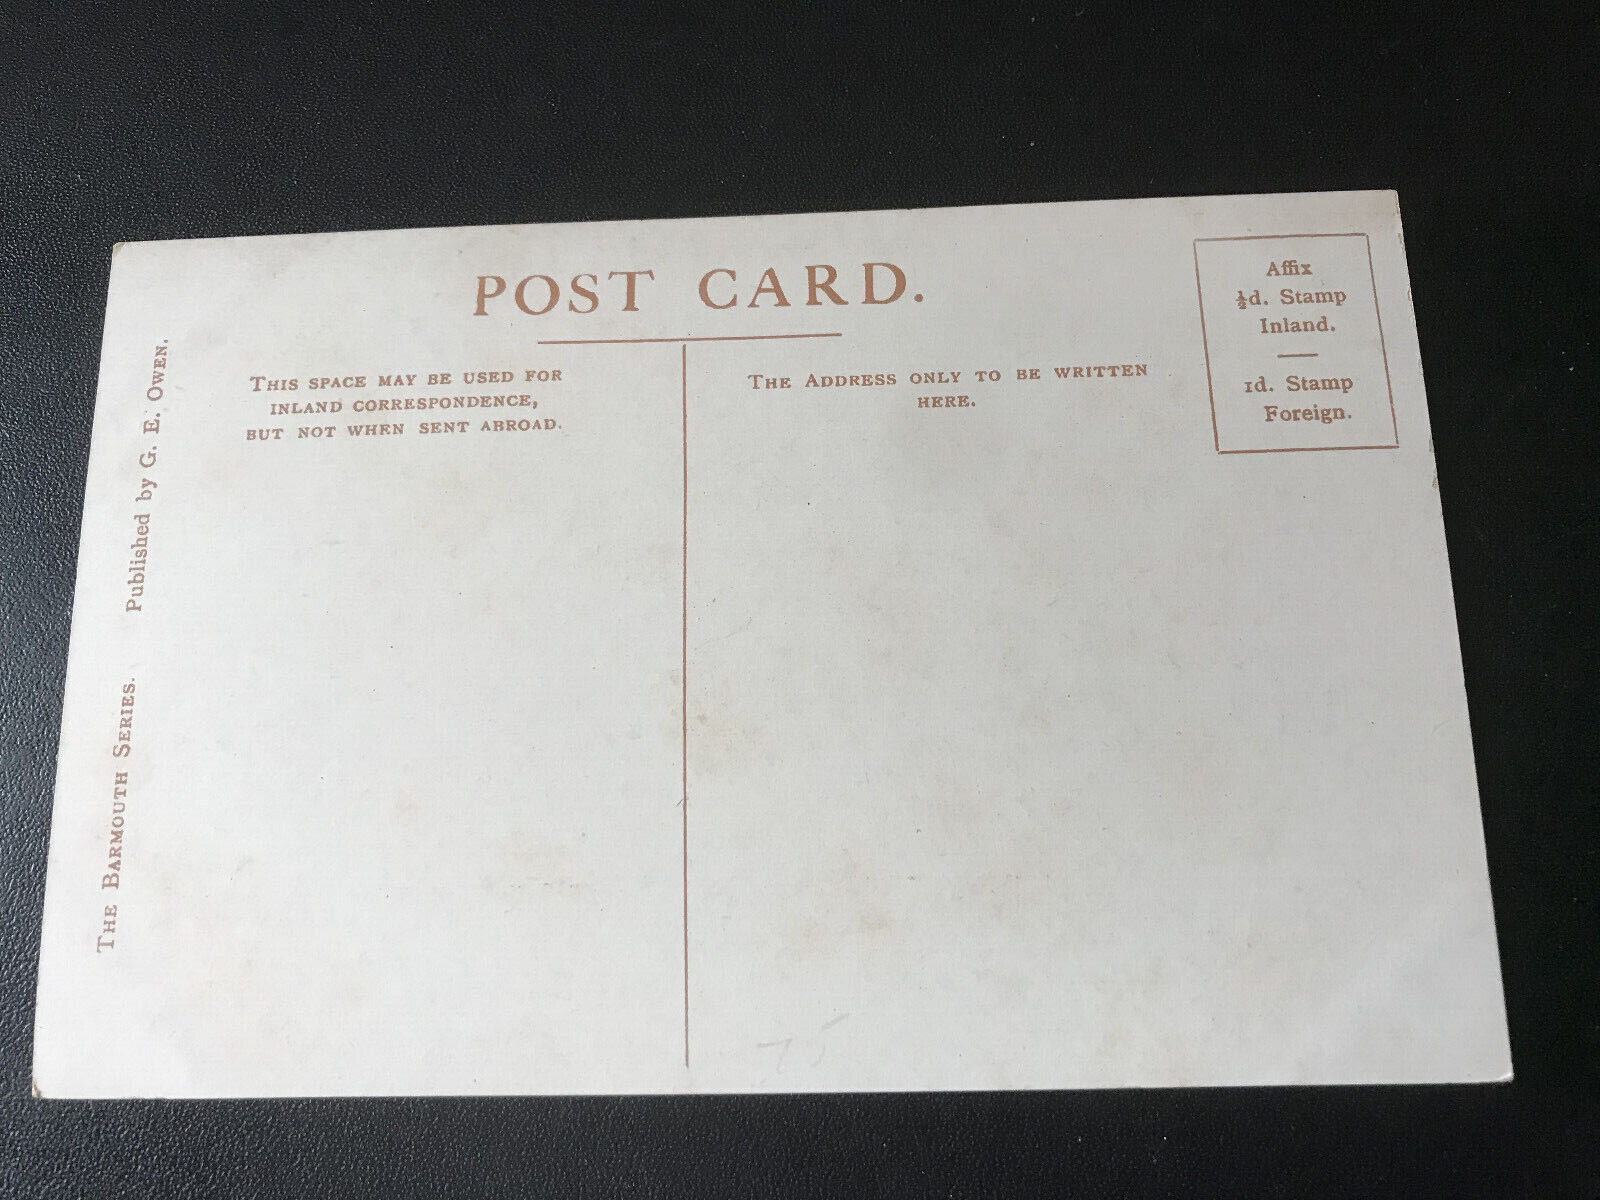 POST CARD.
THIS SPACE MAY BE USED FOR
INLAND CORRESPONDENCE,
BUT NOT WHEN SENT ABROAD.
THE ADDRESS ONLY TO BE WRITTEN
HERE.
Affix
½d. Stamp
Inland.
1d. Stamp
Foreign.
THE BARMOUTH SERIES. Published by G. E. OWEN.